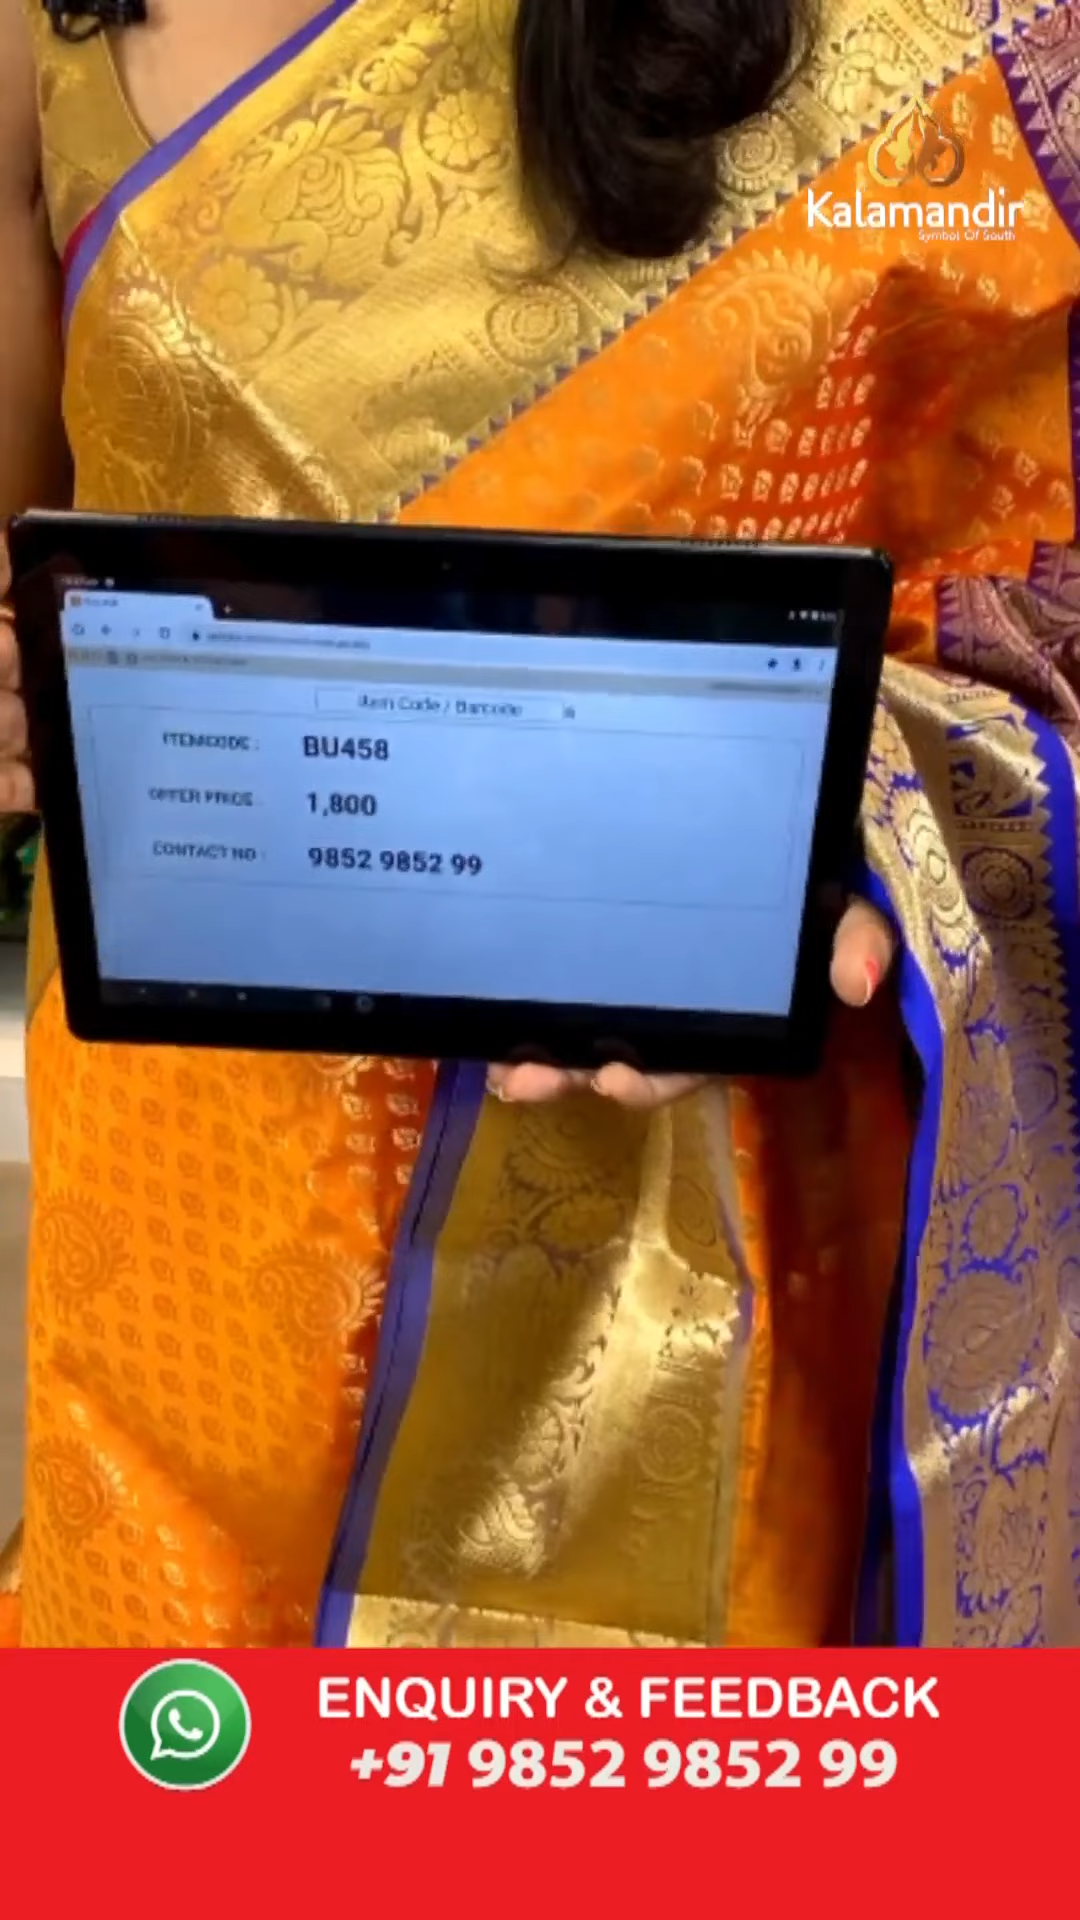 Kalamandir
Symbol Of South
Item Code / Barcode
ITEMCODE : BU458
OFFER PRICE : 1,800
CONTACT NO : 9852 9852 99
ENQUIRY & FEEDBACK
+91 9852 9852 99